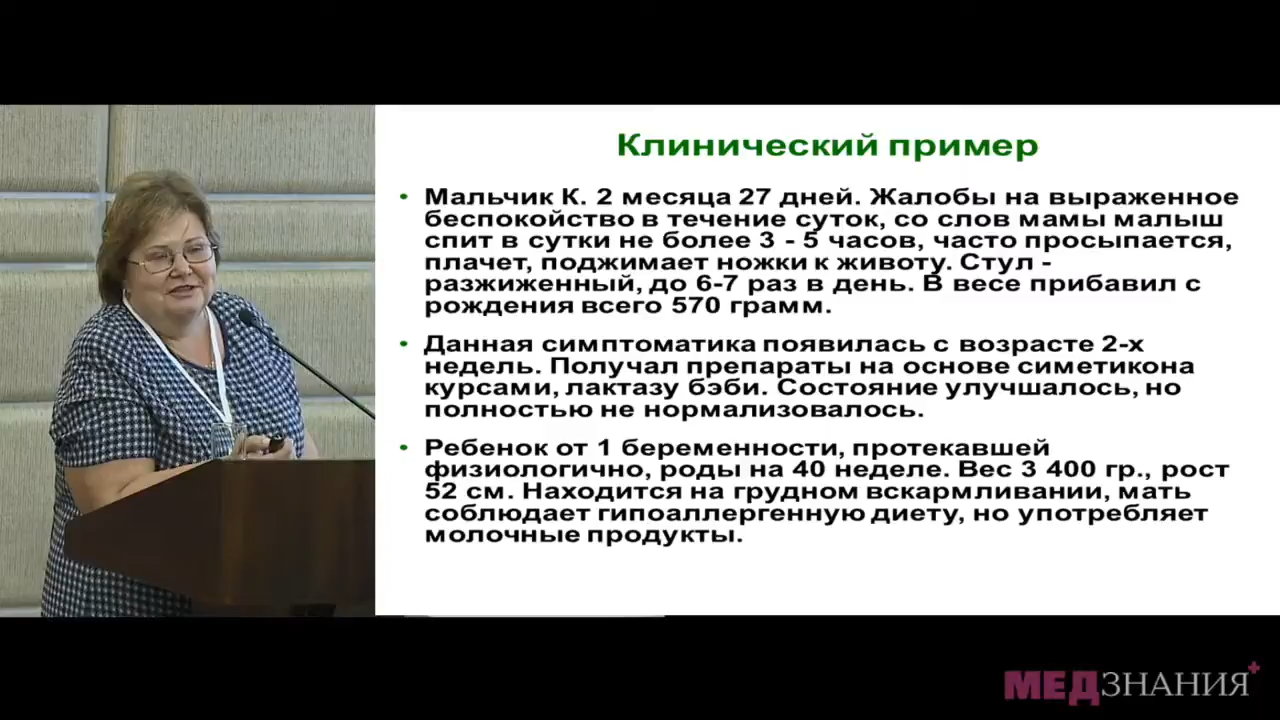 Клинический пример
• Мальчик К. 2 месяца 27 дней. Жалобы на выраженное
беспокойство в течение суток, со слов мамы малыш
спит в сутки не более 3 - 5 часов, часто просыпается,
плачет, поджимает ножки к животу. Стул -
разжиженный, до 6-7 раз в день. В весе прибавил с
рождения всего 570 грамм.
• Данная симптоматика появилась с возрасте 2-х
недель. Получал препараты на основе симетикона
курсами, лактазу бэби. Состояние улучшалось, но
полностью не нормализовалось.
• Ребенок от 1 беременности, протекавшей
физиологично, роды на 40 неделе. Вес 3 400 гр., рост
52 см. Находится на грудном вскармливании, мать
соблюдает гипоаллергенную диету, но употребляет
молочные продукты.
МЕДЗНАНИЯ+